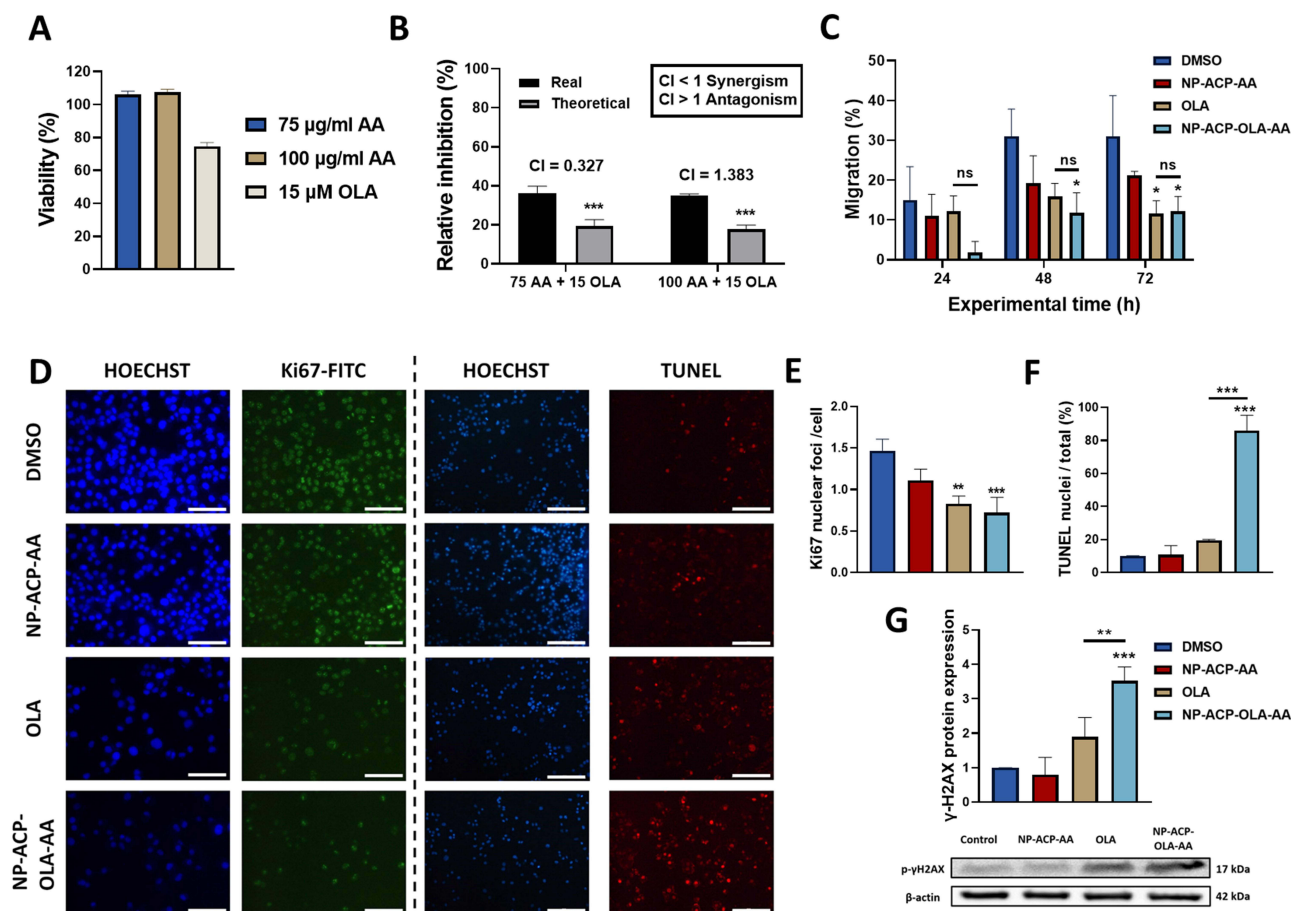 A
Viability (%)
120
100
80
60
40
20
0
75 µg/ml AA
100 µg/ml AA
15 µM OLA
B
Relative inhibition (%)
100
80
60
40
20
0
Real
Theoretical
CI < 1 Synergism
CI > 1 Antagonism
CI = 0.327
CI = 1.383
***
***
75 AA + 15 OLA
100 AA + 15 OLA
C
Migration (%)
50
40
30
20
10
0
ns
ns
*
ns
*
*
24
48
72
Experimental time (h)
DMSO
NP-ACP-AA
OLA
NP-ACP-OLA-AA
D
HOECHST
Ki67-FITC
HOECHST
TUNEL
DMSO
NP-ACP-AA
OLA
NP-ACP-
OLA-AA
E
Ki67 nuclear foci /cell
2.0
1.5
1.0
0.5
0.0
**
***
F
TUNEL nuclei / total (%)
100
80
60
40
20
0
***
***
G
γ-H2AX protein expression
5
4
3
2
1
0
**
***
DMSO
NP-ACP-AA
OLA
NP-ACP-OLA-AA
Control
NP-ACP-AA
OLA
NP-ACP-
OLA-AA
p-γH2AX
17 kDa
β-actin
42 kDa